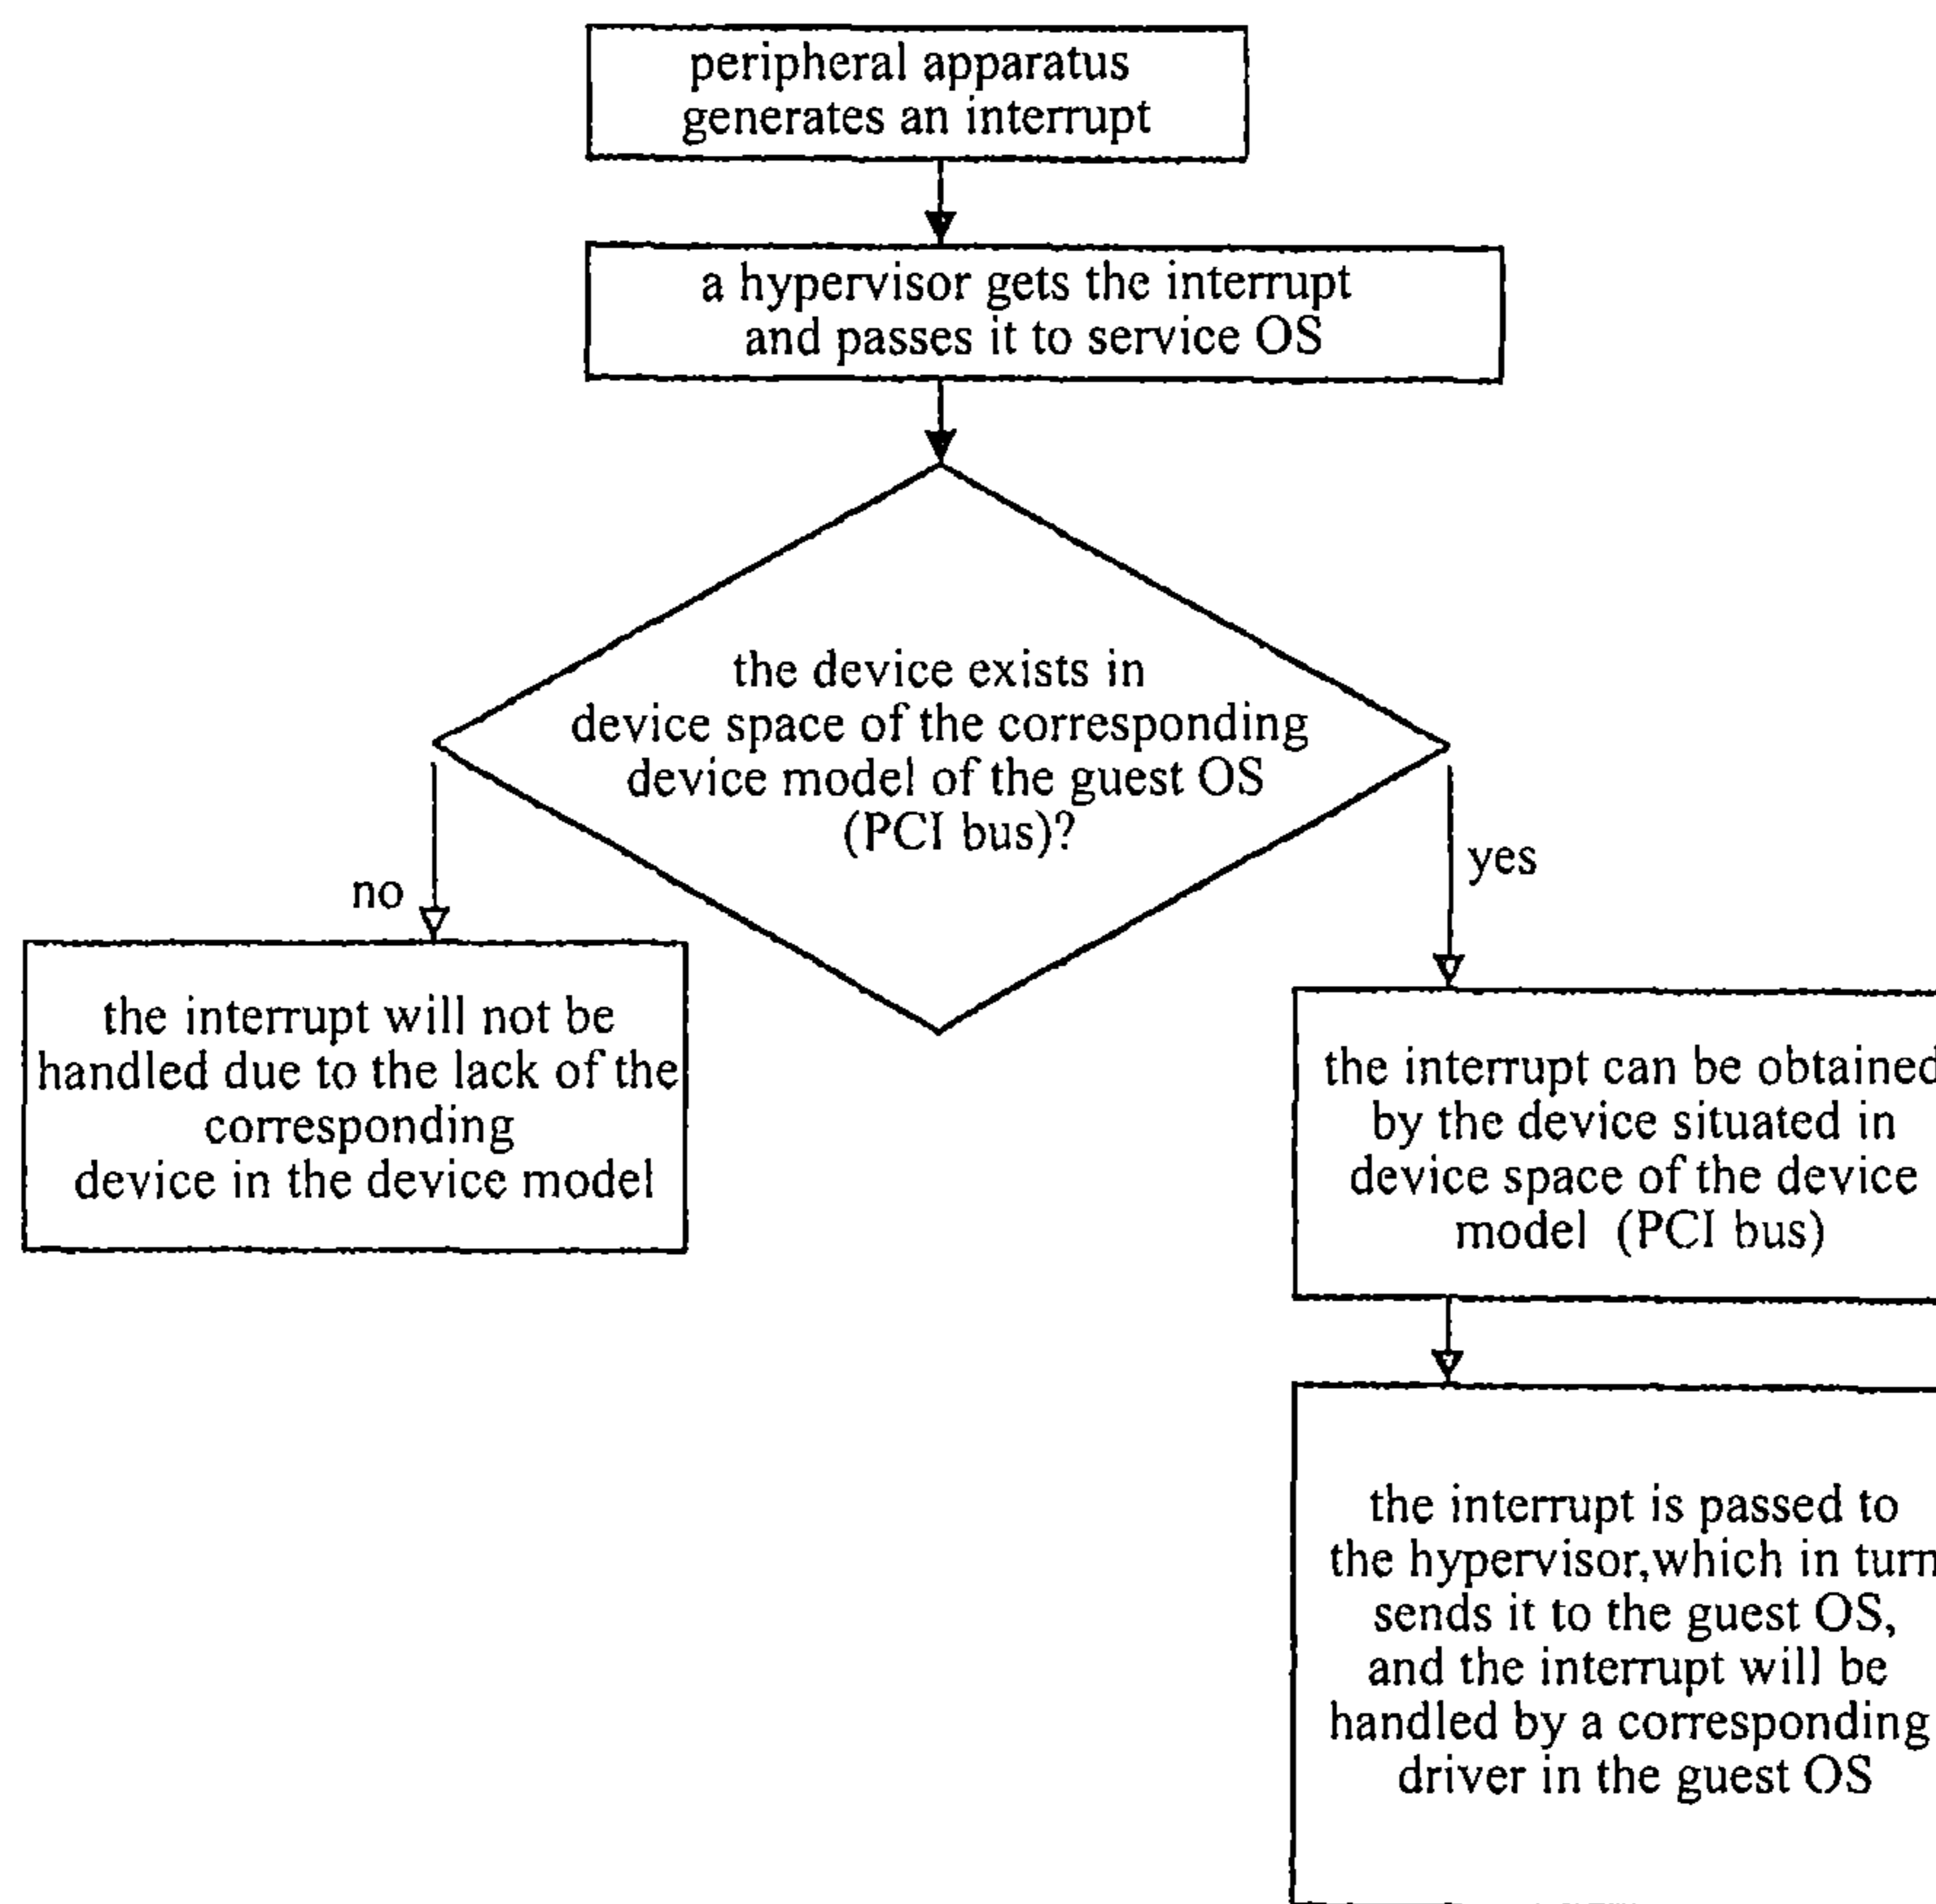 peripheral apparatus
generates an interrupt
a hypervisor gets the interrupt
and passes it to service OS
the device exists in
device space of the corresponding
device model of the guest OS
(PCI bus)?
no
yes
the interrupt will not be
handled due to the lack of the
corresponding
device in the device model
the interrupt can be obtained
by the device situated in
device space of the device
model (PCI bus)
the interrupt is passed to
the hypervisor,which in turn
sends it to the guest OS,
and the interrupt will be
handled by a corresponding
driver in the guest OS